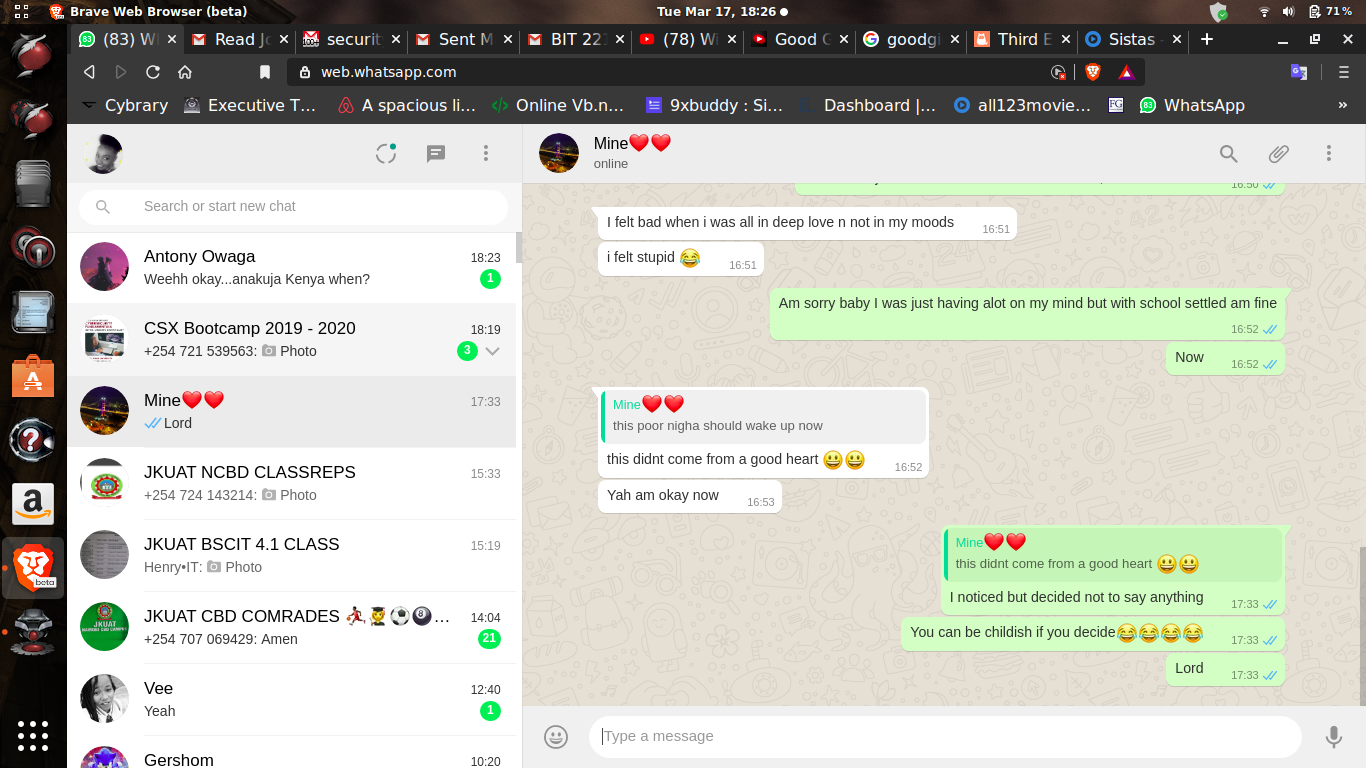 Brave Web Browser (beta)
Tue Mar 17, 18:26
71 %
(83) W
Read Jo
securit
Sent M
BIT 221
(78) Wi
Good G
goodgi
Third E
Sistas
web.whatsapp.com
Cybrary
Executive T...
A spacious li...
Online Vb.n...
9xbuddy : Si...
Dashboard |...
all123movie...
FG
WhatsApp
»
Mine❤️❤️
online
Search or start new chat
Antony Owaga
18:23
Weehh okay...anakuja Kenya when?
1
CSX Bootcamp 2019 - 2020
18:19
+254 721 539563: Photo
3
Mine❤️❤️
17:33
Lord
JKUAT NCBD CLASSREPS
15:33
+254 724 143214: Photo
JKUAT BSCIT 4.1 CLASS
15:19
Henry•IT: Photo
JKUAT CBD COMRADES 🏃🏾,👨‍🎓⚽🎱...
14:04
+254 707 069429: Amen
21
Vee
12:40
Yeah
1
Gershom
10:20
16:50
I felt bad when i was all in deep love n not in my moods
16:51
i felt stupid 😂
16:51
Am sorry baby I was just having alot on my mind but with school settled am fine
16:52
Now
16:52
Mine❤️❤️
this poor nigha should wake up now
this didnt come from a good heart 😃😃
16:52
Yah am okay now
16:53
Mine❤️❤️
this didnt come from a good heart 😃😃
I noticed but decided not to say anything
17:33
You can be childish if you decide😂😂😂😂
17:33
Lord
17:33
Type a message
a
beta